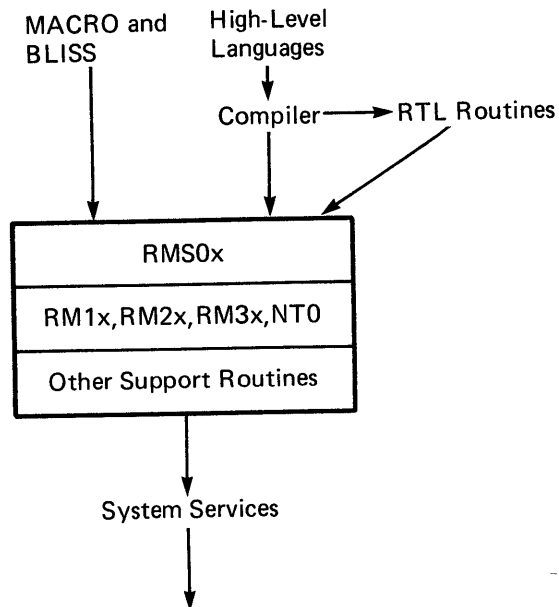 MACRO and
BLISS
High-Level
Languages
Compiler
RTL Routines
RMS0x
RM1x,RM2x,RM3x,NT0
Other Support Routines
System Services